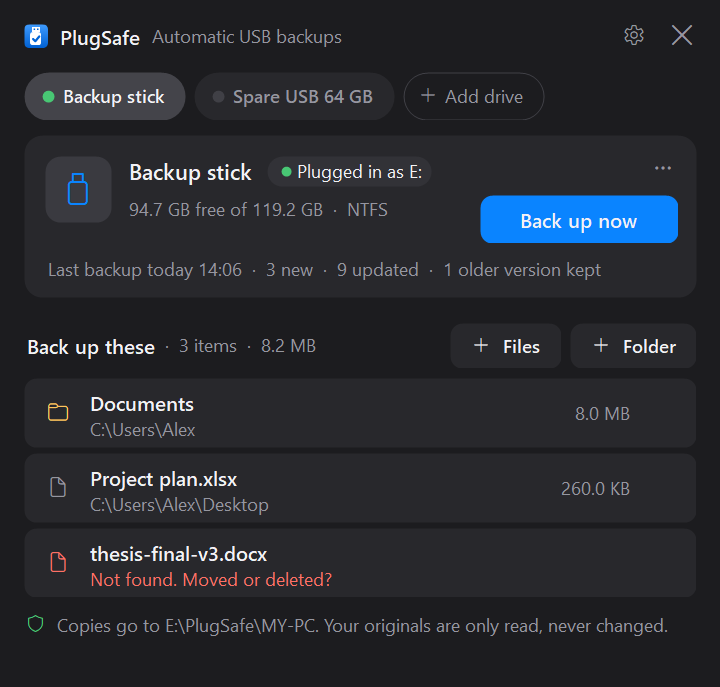 PlugSafe Automatic USB backups
Backup stick Spare USB 64 GB + Add drive
Backup stick Plugged in as E: ...
94.7 GB free of 119.2 GB · NTFS
Back up now
Last backup today 14:06 · 3 new · 9 updated · 1 older version kept
Back up these · 3 items · 8.2 MB + Files + Folder
Documents
C:\Users\Alex
8.0 MB
Project plan.xlsx
C:\Users\Alex\Desktop
260.0 KB
thesis-final-v3.docx
Not found. Moved or deleted?
Copies go to E:\PlugSafe\MY-PC. Your originals are only read, never changed.